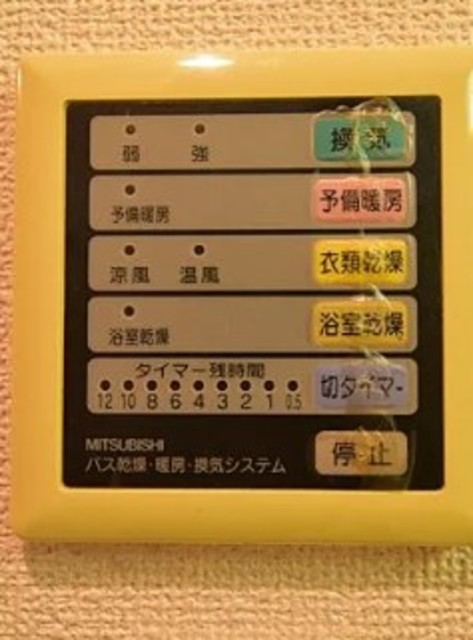 換気
弱 強
予備暖房
予備暖房
衣類乾燥
涼風 温風
浴室乾燥
浴室乾燥
タイマー残時間
切タイマー
12 10 8 6 4 3 2 1 0.5
MITSUBISHI
停止
バス乾燥・暖房・換気システム